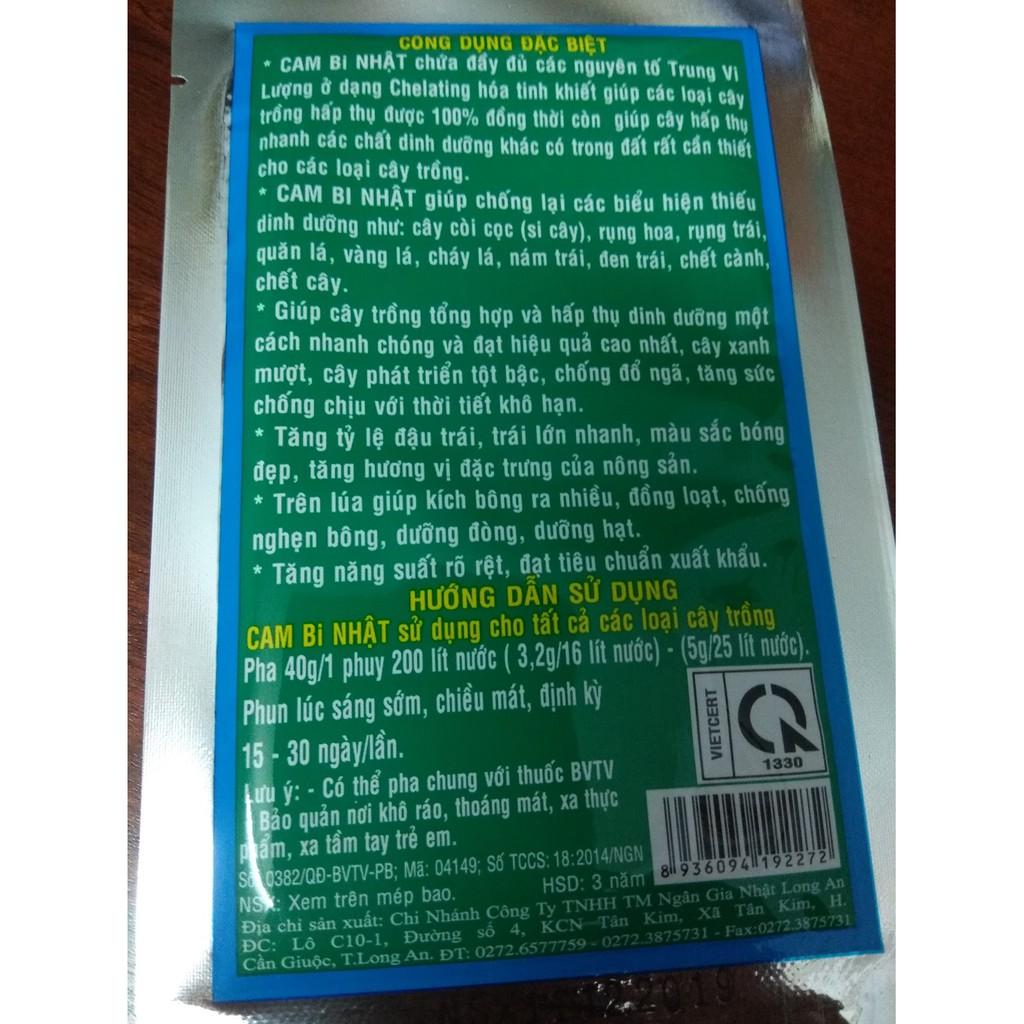 CÔNG DỤNG ĐẶC BIỆT
* CAM Bi NHẬT chứa đầy đủ các nguyên tố Trung Vi
Lượng ở dạng Chelating hóa tinh khiết giúp các loại cây
trồng hấp thụ được 100% đồng thời còn giúp cây hấp thụ
nhanh các chất dinh dưỡng khác có trong đất rất cần thiết
cho các loại cây trồng.
* CAM BI NHẬT giúp chống lại các biểu hiện thiếu
dinh dưỡng như: cây còi cọc (si cây), rụng hoa, rụng trái,
quăn lá, vàng lá, cháy lá, nám trái, đen trái, chết cành,
chết cây.
* Giúp cây trồng tổng hợp và hấp thụ dinh dưỡng một
cách nhanh chóng và đạt hiệu quả cao nhất, cây xanh
mượt, cây phát triển tột bậc, chống đổ ngã, tăng sức
chống chịu với thời tiết khô hạn.
* Tăng tỷ lệ đậu trái, trái lớn nhanh, màu sắc bóng
đẹp, tăng hương vị đặc trưng của nông sản.
* Trên lúa giúp kích bông ra nhiều, đồng loạt, chống
nghẹn bông, dưỡng đòng, dưỡng hạt.
* Tăng năng suất rõ rệt, đạt tiêu chuẩn xuất khẩu.
HƯỚNG DẪN SỬ DỤNG
CAM Bi NHẬT sử dụng cho tất cả các loại cây trồng
Pha 40g/1 phuy 200 lít nước ( 3,2g/16 lít nước) - (5g/25 lít nước).
Phun lúc sáng sớm, chiều mát, định kỳ
15 - 30 ngày/lần.
VIETCERT
1330
Lưu ý: - Có thể pha chung với thuốc BVTV
Bảo quản nơi khô ráo, thoáng mát, xa thực
phẩm, xa tầm tay trẻ em.
8 936094 192272
Số: 0382/QĐ-BVTV-PB; Mã: 04149; Số TCCS: 18:2014/NGN
NSX: Xem trên mép bao. HSD: 3 năm
Địa chỉ sản xuất: Chi Nhánh Công Ty TNHH TM Ngân Gia Nhật Long An
ĐC: Lô C10-1, Đường số 4, KCN Tân Kim, Xã Tân Kim, H.
Cần Giuộc, T.Long An. ĐT: 0272.6577759 - 0272.3875731 - Fax:0272.3875731
2019